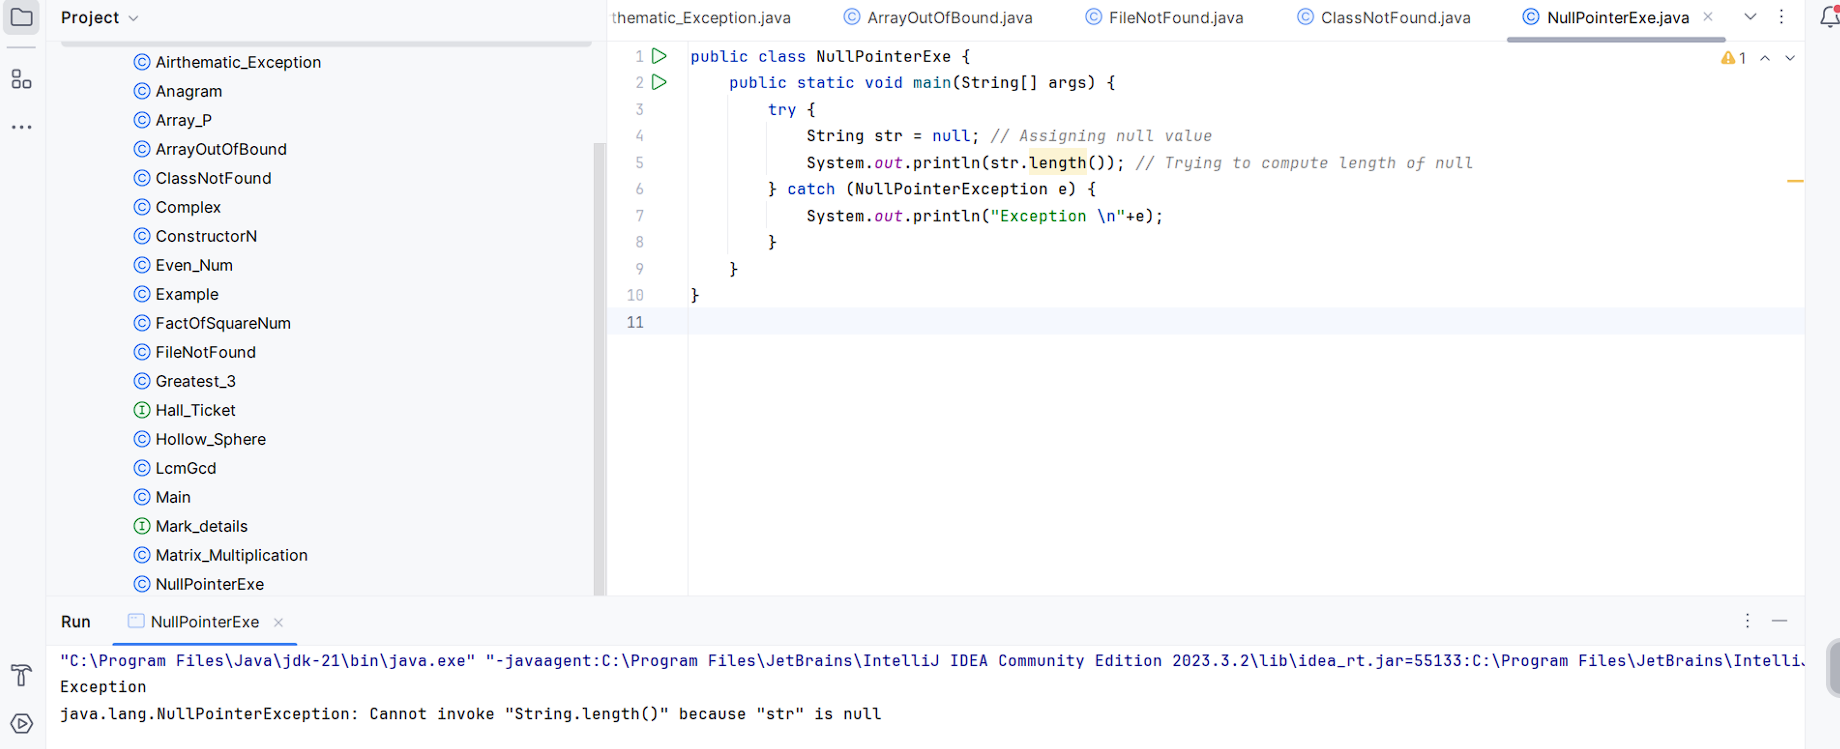 Project
Airthematic_Exception
Anagram
Array_P
ArrayOutOfBound
ClassNotFound
Complex
ConstructorN
Even_Num
Example
FactOfSquareNum
FileNotFound
Greatest_3
Hall_Ticket
Hollow_Sphere
LcmGcd
Main
Mark_details
Matrix_Multiplication
NullPointerExe
thematic_Exception.java ArrayOutOfBound.java FileNotFound.java ClassNotFound.java NullPointerExe.java
1 public class NullPointerExe {
2 public static void main(String[] args) {
3 try {
4 String str = null; // Assigning null value
5 System.out.println(str.length()); // Trying to compute length of null
6 } catch (NullPointerException e) {
7 System.out.println("Exception \n"+e);
8 }
9 }
10 }
11
1
Run NullPointerExe
"C:\Program Files\Java\jdk-21\bin\java.exe" "-javaagent:C:\Program Files\JetBrains\IntelliJ IDEA Community Edition 2023.3.2\lib\idea_rt.jar=55133:C:\Program Files\JetBrains\IntelliJ
Exception
java.lang.NullPointerException: Cannot invoke "String.length()" because "str" is null